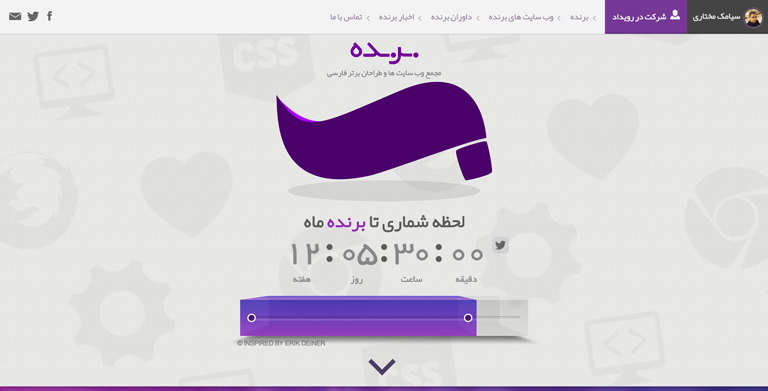 سیامک مختاری
شرکت در رویداد
برنده
وب سایت های برنده
داوران برنده
اخبار برنده
تماس با ما
برنده
مجمع وب سایت ها و طراحان برتر فارسی
لحظه شماری تا برنده ماه
۱۲:۰۵:۳۰:۰۰
هفته روز ساعت دقیقه
© INSPIRED BY ERIK DEINER
CSS
CSS